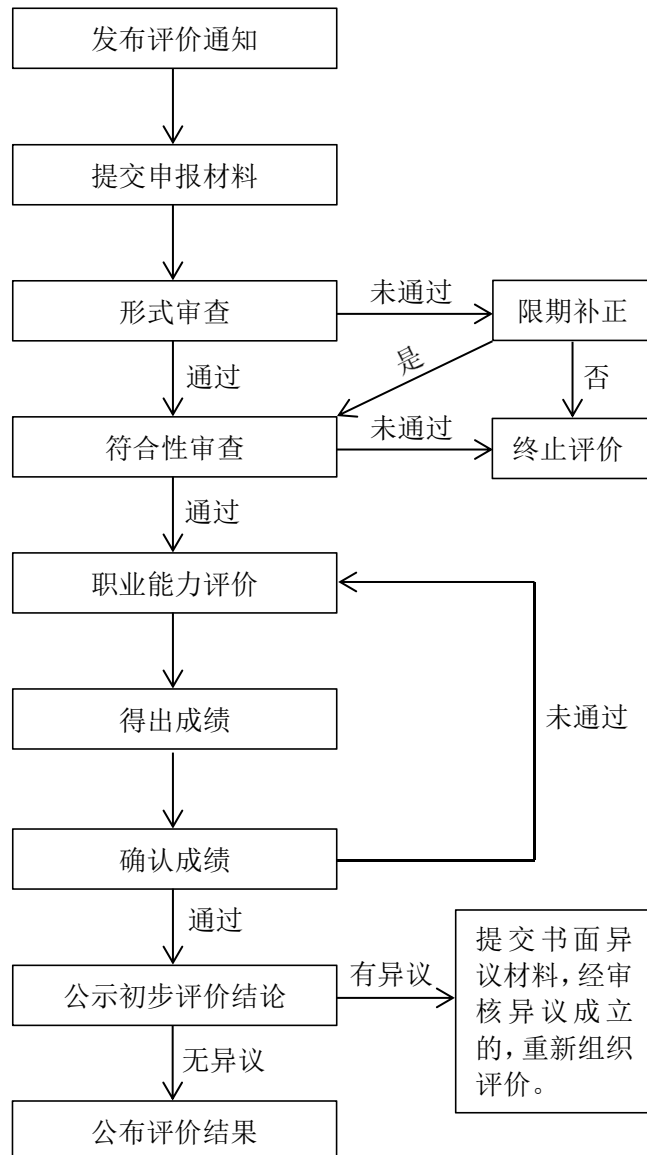 发布评价通知
提交申报材料
形式审查
未通过
限期补正
通过
是
否
符合性审查
未通过
终止评价
通过
职业能力评价
得出成绩
未通过
确认成绩
通过
公示初步评价结论
有异议
提交书面异
议材料，经审
核异议成立
的，重新组织
评价。
无异议
公布评价结果